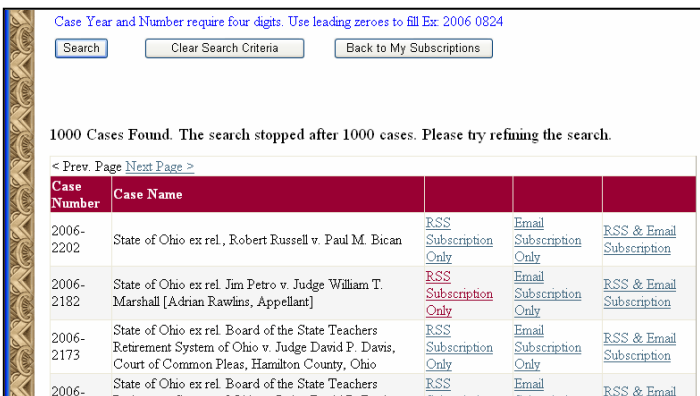 Case Year and Number require four digits. Use leading zeroes to fill Ex: 2006 0824
Search Clear Search Criteria Back to My Subscriptions
1000 Cases Found. The search stopped after 1000 cases. Please try refining the search.
< Prev. Page Next Page >
Case Number Case Name
2006-2202 State of Ohio ex rel., Robert Russell v. Paul M. Bican RSS Subscription Only Email Subscription Only RSS & Email Subscription
2006-2182 State of Ohio ex rel. Jim Petro v. Judge William T.
Marshall [Adrian Rawlins, Appellant] RSS Subscription Only Email Subscription Only RSS & Email Subscription
2006-2173 State of Ohio ex rel. Board of the State Teachers
Retirement System of Ohio v. Judge David P. Davis,
Court of Common Pleas, Hamilton County, Ohio RSS Subscription Only Email Subscription Only RSS & Email Subscription
2006- State of Ohio ex rel. Board of the State Teachers RSS Email RSS & Email